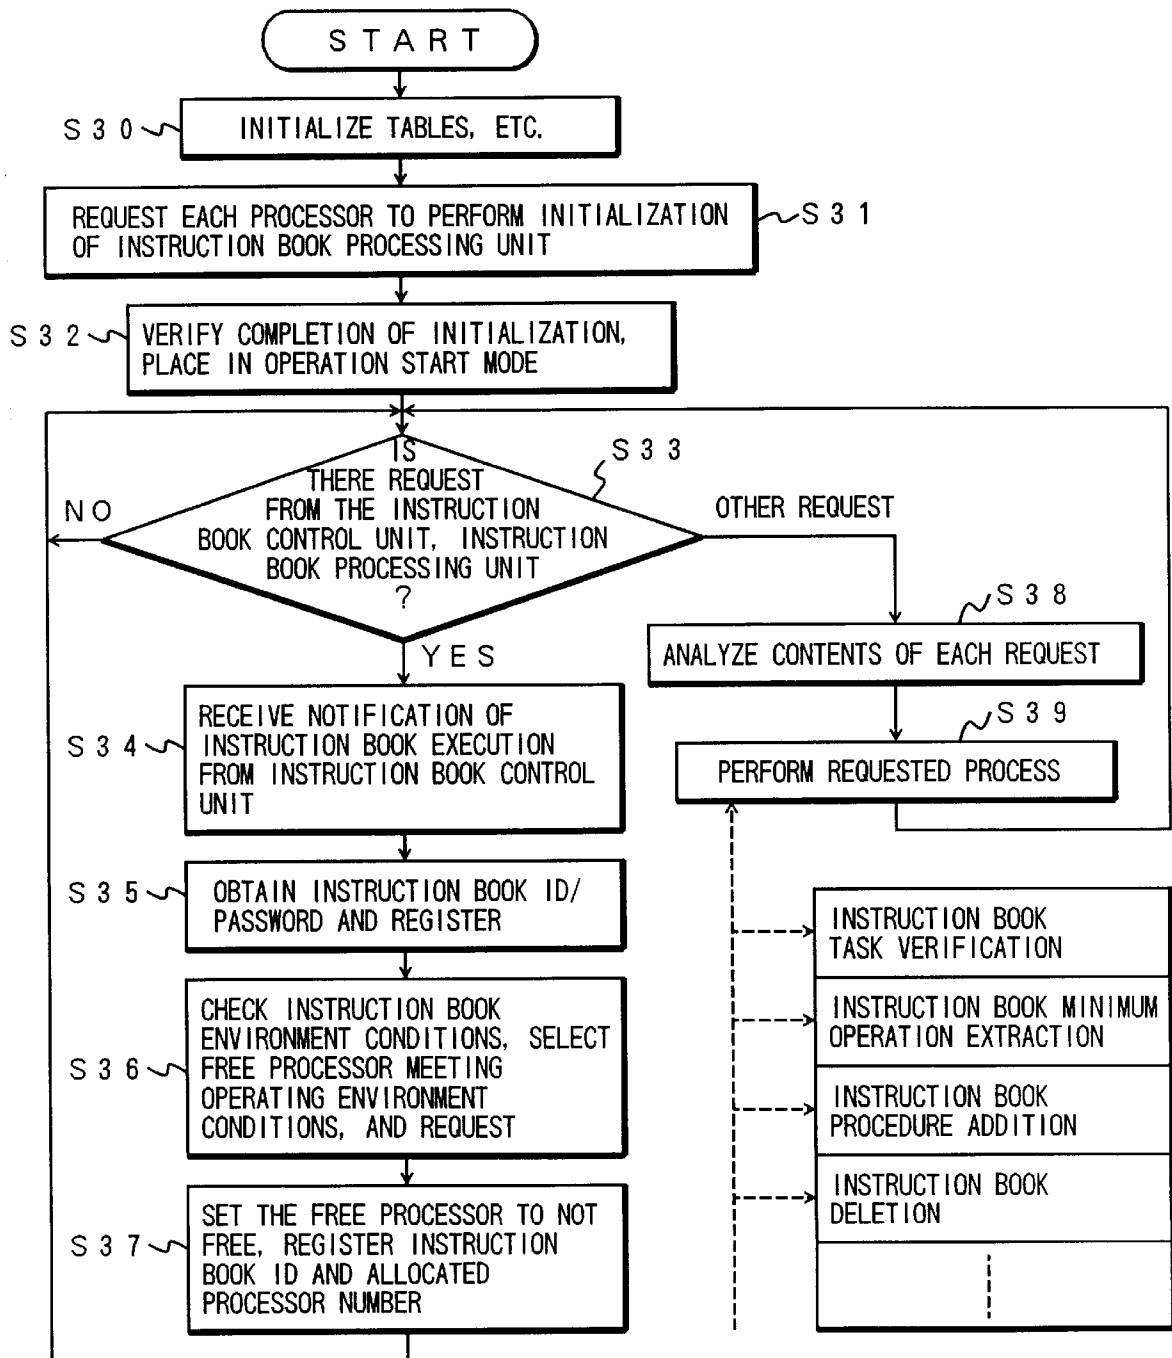 START
S30
INITIALIZE TABLES, ETC.
REQUEST EACH PROCESSOR TO PERFORM INITIALIZATION
OF INSTRUCTION BOOK PROCESSING UNIT
S31
S32
VERIFY COMPLETION OF INITIALIZATION,
PLACE IN OPERATION START MODE
S33
IS
THERE REQUEST
FROM THE INSTRUCTION
BOOK CONTROL UNIT, INSTRUCTION
BOOK PROCESSING UNIT
?
NO
OTHER REQUEST
YES
S34
RECEIVE NOTIFICATION OF
INSTRUCTION BOOK EXECUTION
FROM INSTRUCTION BOOK CONTROL
UNIT
S35
OBTAIN INSTRUCTION BOOK ID/
PASSWORD AND REGISTER
S36
CHECK INSTRUCTION BOOK
ENVIRONMENT CONDITIONS, SELECT
FREE PROCESSOR MEETING
OPERATING ENVIRONMENT
CONDITIONS, AND REQUEST
S37
SET THE FREE PROCESSOR TO NOT
FREE, REGISTER INSTRUCTION
BOOK ID AND ALLOCATED
PROCESSOR NUMBER
S38
ANALYZE CONTENTS OF EACH REQUEST
S39
PERFORM REQUESTED PROCESS
INSTRUCTION BOOK
TASK VERIFICATION
INSTRUCTION BOOK MINIMUM
OPERATION EXTRACTION
INSTRUCTION BOOK
PROCEDURE ADDITION
INSTRUCTION BOOK
DELETION